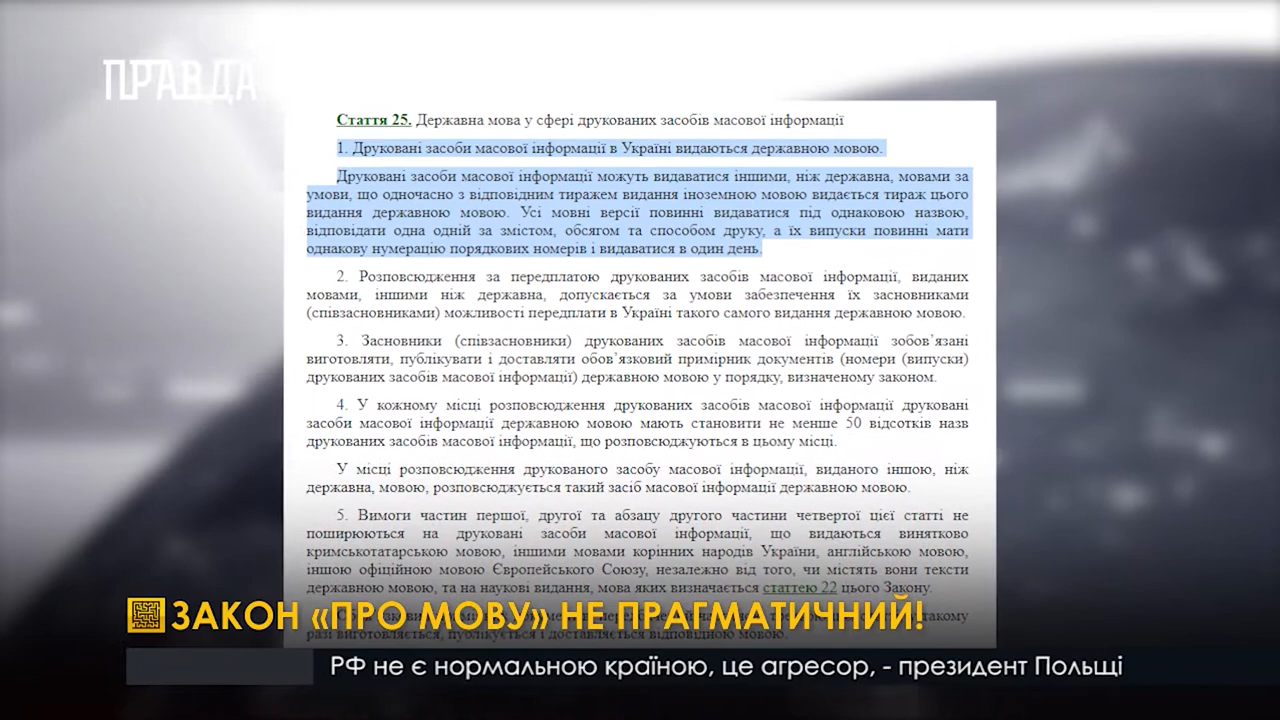 ПРАВДА
Стаття 25. Державна мова у сфері друкованих засобів масової інформації
1. Друковані засоби масової інформації в Україні видаються державною мовою.
Друковані засоби масової інформації можуть видаватися іншими, ніж державна, мовами за
умови, що одночасно з відповідним тиражем видання іноземною мовою видається тираж цього
видання державною мовою. Усі мовні версії повинні видаватися під однаковою назвою,
відповідати одна одній за змістом, обсягом та способом друку, а їх випуски повинні мати
однакову нумерацію порядкових номерів і видаватися в один день.
2. Розповсюдження за передплатою друкованих засобів масової інформації, виданих
мовами, іншими ніж державна, допускається за умови забезпечення їх засновниками
(співзасновниками) можливості передплати в Україні такого самого видання державною мовою.
3. Засновники (співзасновники) друкованих засобів масової інформації зобов’язані
виготовляти, публікувати і доставляти обов’язковий примірник документів (номери (випуски)
друкованих засобів масової інформації) державною мовою у порядку, визначеному законом.
4. У кожному місці розповсюдження друкованих засобів масової інформації друковані
засоби масової інформації державною мовою мають становити не менше 50 відсотків назв
друкованих засобів масової інформації, що розповсюджуються в цьому місці.
У місці розповсюдження друкованого засобу масової інформації, виданого іншою, ніж
державна, мовою, розповсюджується такий засіб масової інформації державною мовою.
5. Вимоги частин першої, другої та абзацу другого частини четвертої цієї статті не
поширюються на друковані засоби масової інформації, що видаються винятково
кримськотатарською мовою, іншими мовами корінних народів України, англійською мовою,
іншою офіційною мовою Європейського Союзу, незалежно від того, чи містять вони тексти
державною мовою, та на наукові видання, мова яких визначається статтею 22 цього Закону.
такому
ЗАКОН «ПРО МОВУ» НЕ ПРАГМАТИЧНИЙ!
разі виготовляється, публікується і доставляється відповідною мовою.
РФ не є нормальною країною, це агресор, - президент Польщі